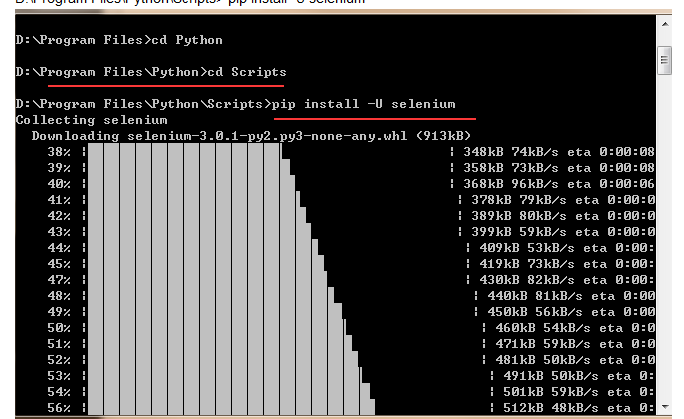 D:\Program Files\Python\Scripts> pip install -U selenium
D:\Program Files>cd Python
D:\Program Files\Python>cd Scripts
D:\Program Files\Python\Scripts>pip install -U selenium
Collecting selenium
Downloading selenium-3.0.1-py2.py3-none-any.whl (913kB)
38% | | 348kB 74kB/s eta 0:00:08
39% | | 358kB 73kB/s eta 0:00:08
40% | | 368kB 96kB/s eta 0:00:06
41% | | 378kB 79kB/s eta 0:00:0
42% | | 389kB 80kB/s eta 0:00:0
43% | | 399kB 59kB/s eta 0:00:0
44% | | 409kB 53kB/s eta 0:00:
45% | | 419kB 73kB/s eta 0:00:
47% | | 430kB 82kB/s eta 0:00:
48% | | 440kB 81kB/s eta 0:00
49% | | 450kB 56kB/s eta 0:00
50% | | 460kB 54kB/s eta 0:0
51% | | 471kB 59kB/s eta 0:0
52% | | 481kB 50kB/s eta 0:0
53% | | 491kB 50kB/s eta 0:
54% | | 501kB 59kB/s eta 0:
56% | | 512kB 48kB/s eta 0: